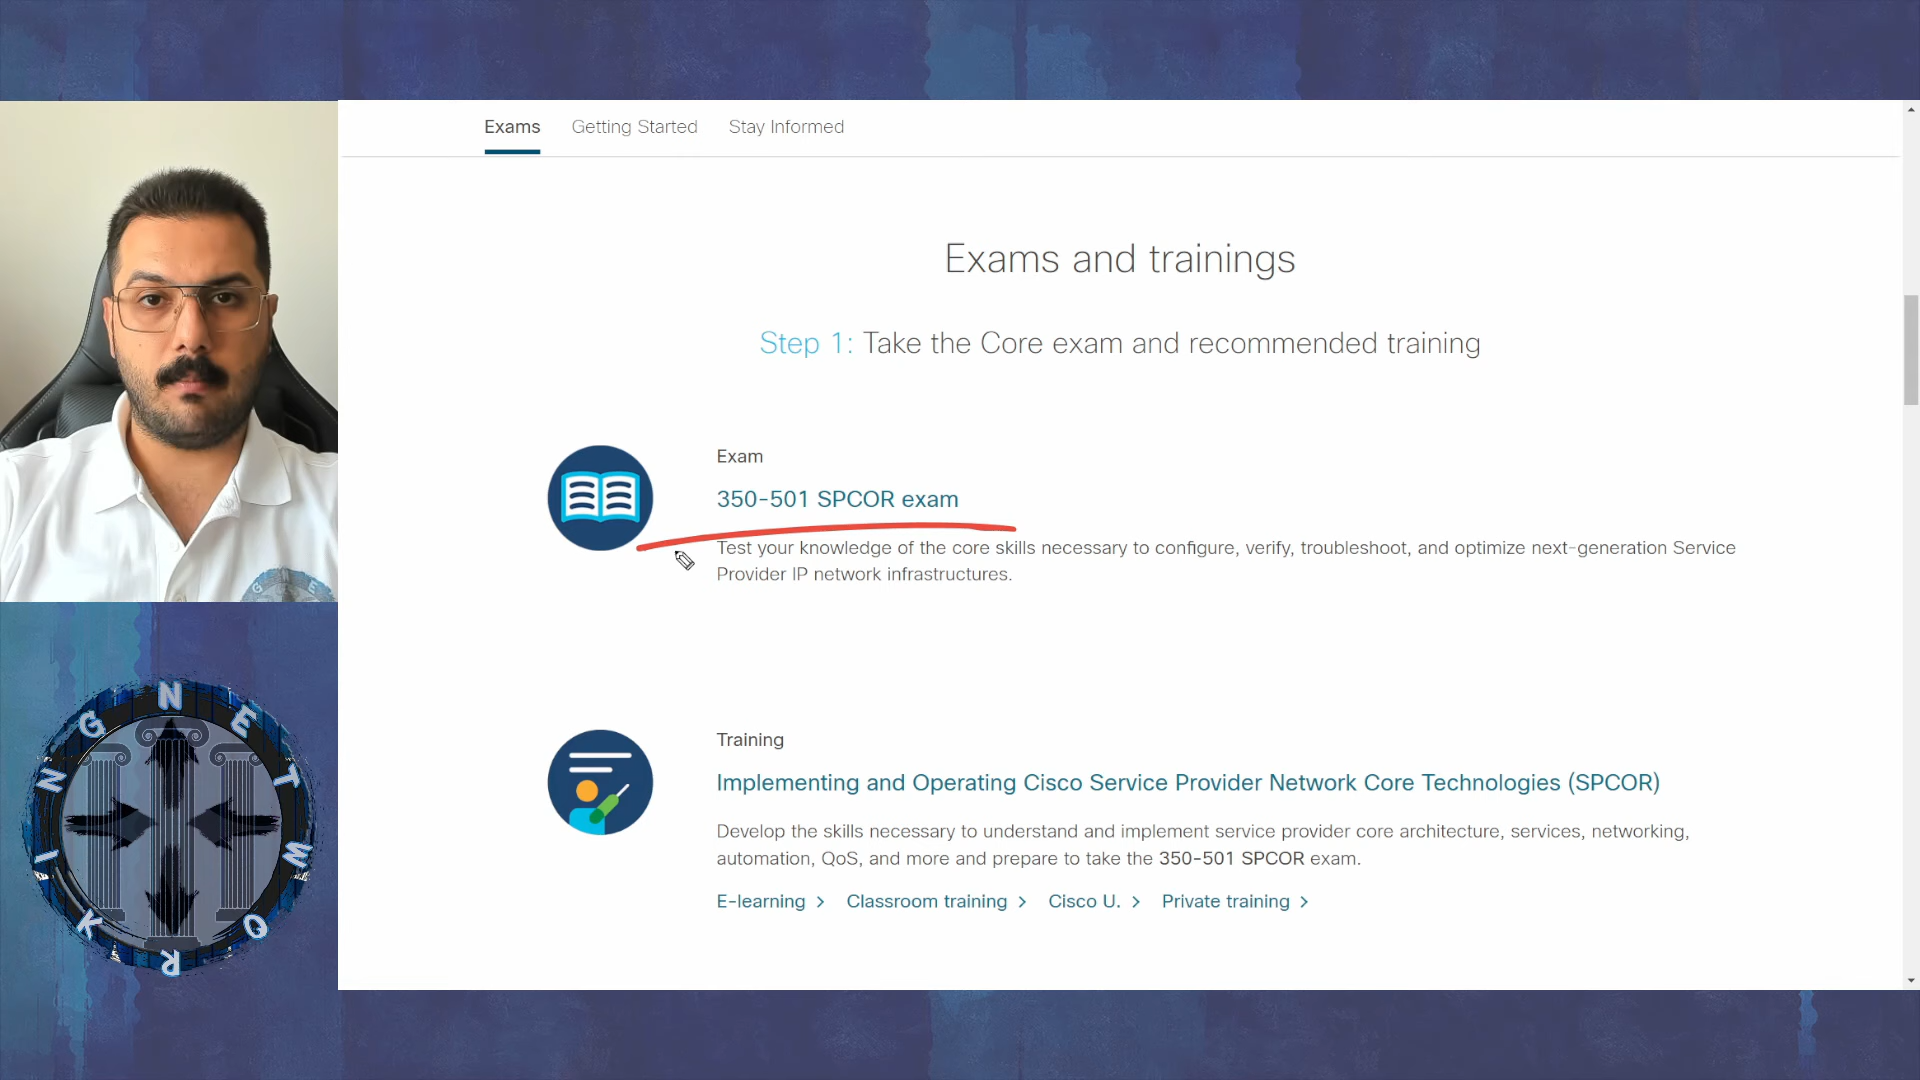 Exams Getting Started Stay Informed
Exams and trainings
Step 1: Take the Core exam and recommended training
Exam
350-501 SPCOR exam
Test your knowledge of the core skills necessary to configure, verify, troubleshoot, and optimize next-generation Service
Provider IP network infrastructures.
Training
Implementing and Operating Cisco Service Provider Network Core Technologies (SPCOR)
Develop the skills necessary to understand and implement service provider core architecture, services, networking,
automation, QoS, and more and prepare to take the 350-501 SPCOR exam.
E-learning > Classroom training > Cisco U. > Private training >
G N E
NETWORKING